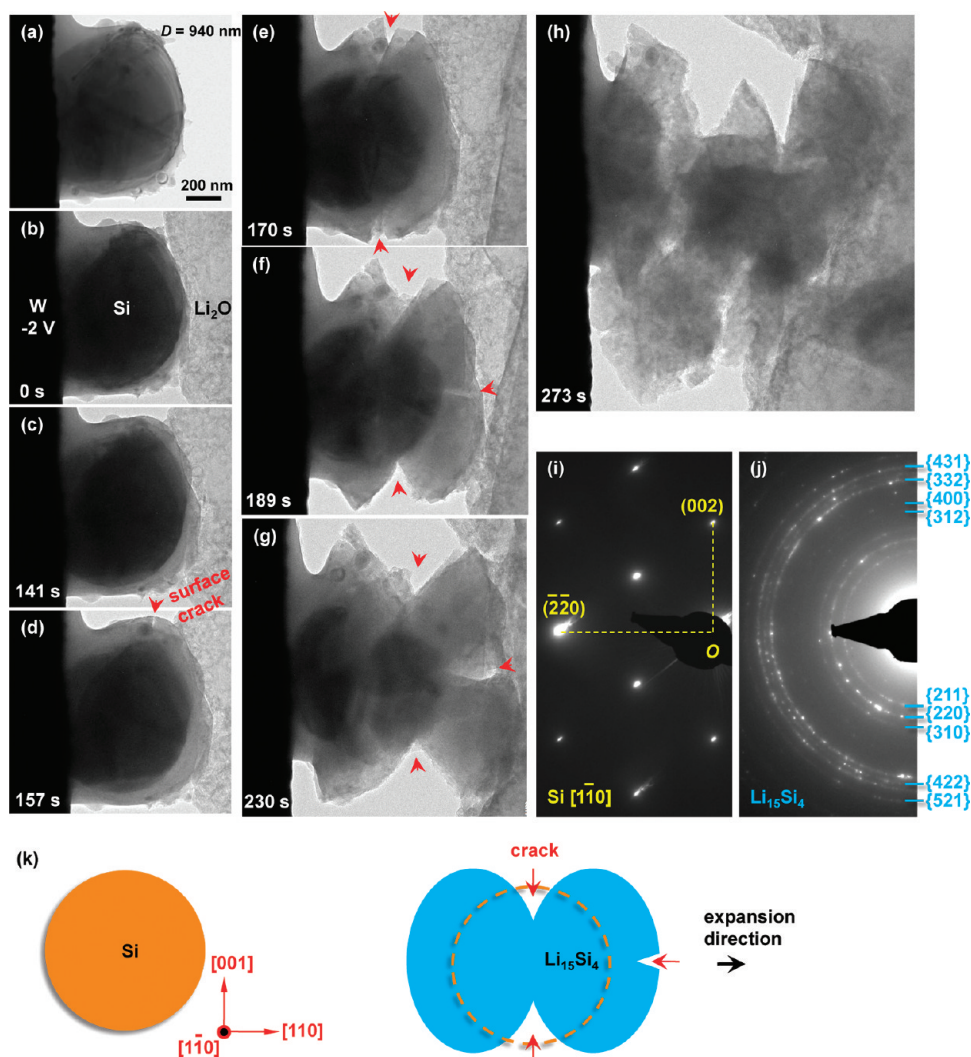 (a)
D = 940 nm
200 nm
(b)
W
-2 V
Si
Li₂O
0 s
(c)
141 s
surface
crack
(d)
157 s
(e)
170 s
(f)
189 s
(g)
230 s
(h)
273 s
(i)
(002)
(2̅2̅0)
O
Si [11̅0]
(j)
{431}
{332}
{400}
{312}
{211}
{220}
{310}
{422}
{521}
Li₁₅Si₄
(k)
Si
[001]
[11̅0]
[110]
crack
Li₁₅Si₄
expansion
direction